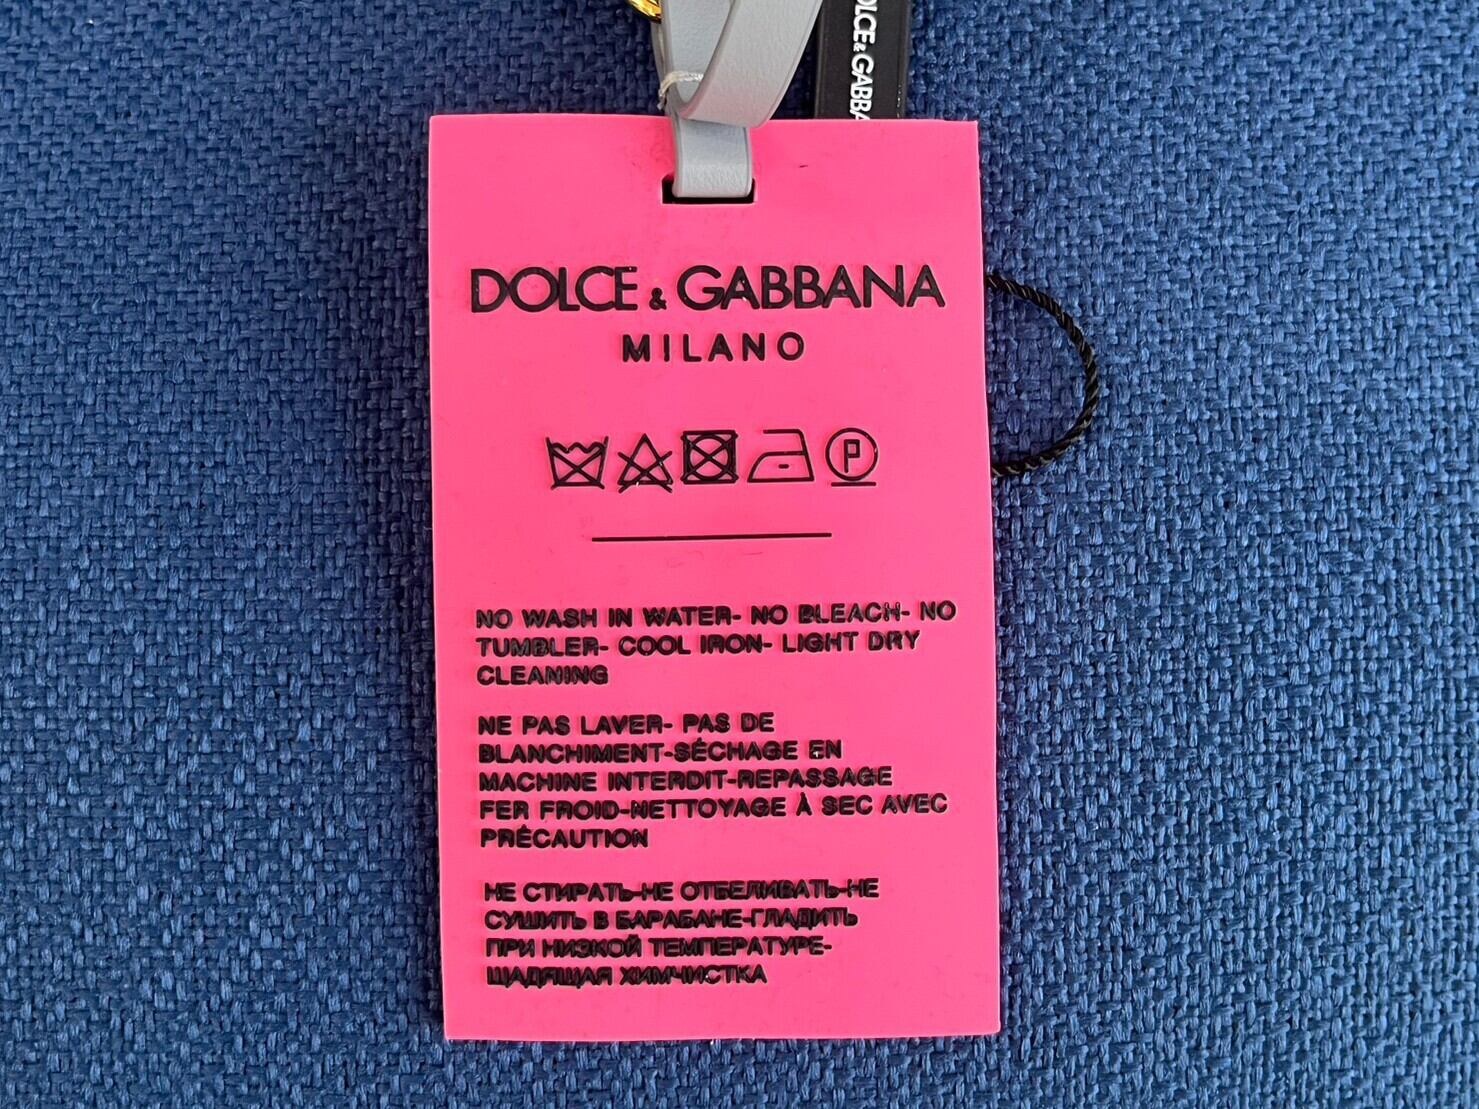 DOLCE & GABBA
DOLCE & GABBANA
MILANO
P
NO WASH IN WATER- NO BLEACH- NO
TUMBLER- COOL IRON- LIGHT DRY
CLEANING
NE PAS LAVER- PAS DE
BLANCHIMENT-SÉCHAGE EN
MACHINE INTERDIT-REPASSAGE
FER FROID-NETTOYAGE À SEC AVEC
PRÉCAUTION
НЕ СТИРАТЬ-НЕ ОТБЕЛИВАТЬ-НЕ
СУШИТЬ В БАРАБАНЕ-ГЛАДИТЬ
ПРИ НИЗКОЙ ТЕМПЕРАТУРЕ-
ЩАДЯЩАЯ ХИМЧИСТКА